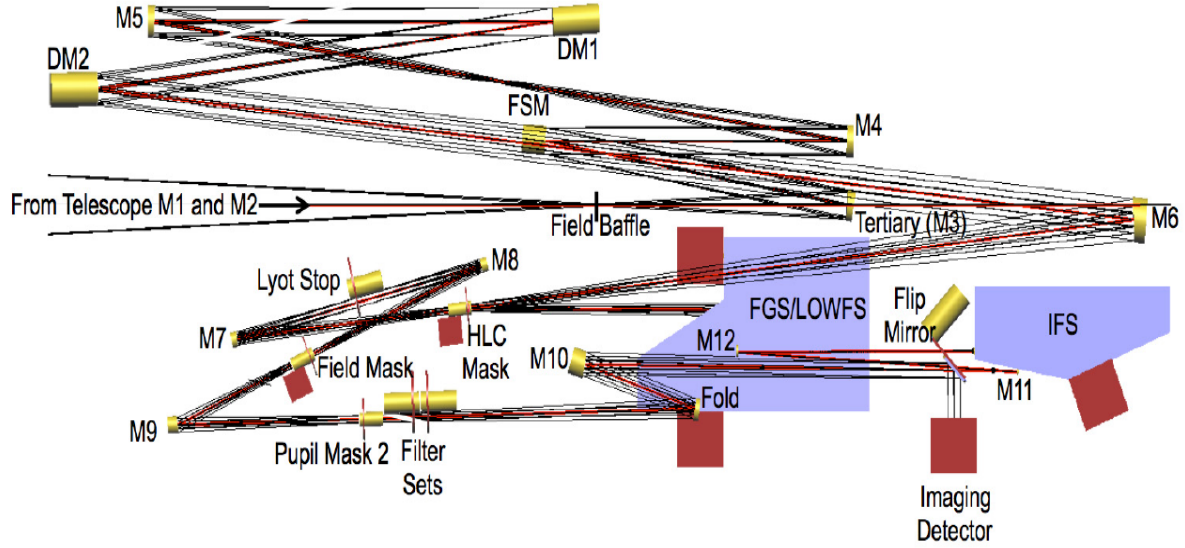 M5
DM1
DM2
FSM
M4
From Telescope M1 and M2
Field Baffle
Tertiary (M3)
M6
M8
Lyot Stop
M7
HLC
Mask
Field Mask
M9
Pupil Mask 2
Filter
Sets
M10
M12
FGS/LOWFS
Fold
Flip
Mirror
IFS
M11
Imaging
Detector